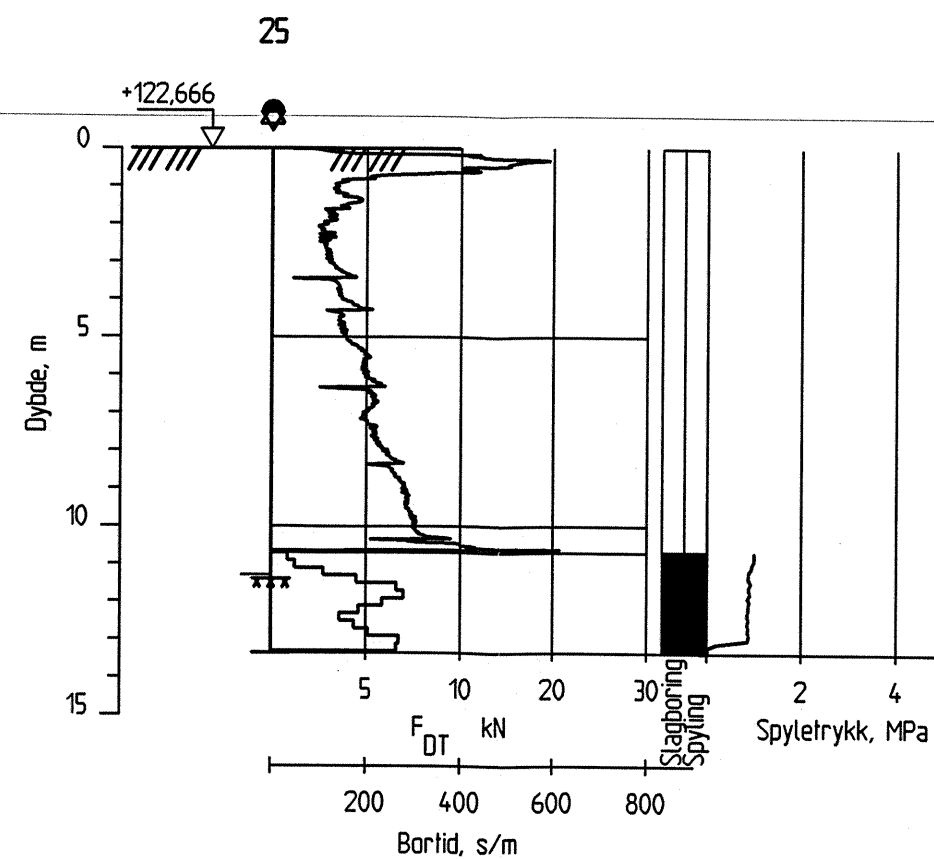 25
+122,666
0
5
10
15
Dybde, m
5 10 20 30
F DT kN
Slagboring
Spyling
2 4
Spyletrykk, MPa
200 400 600 800
Bortid, s/m